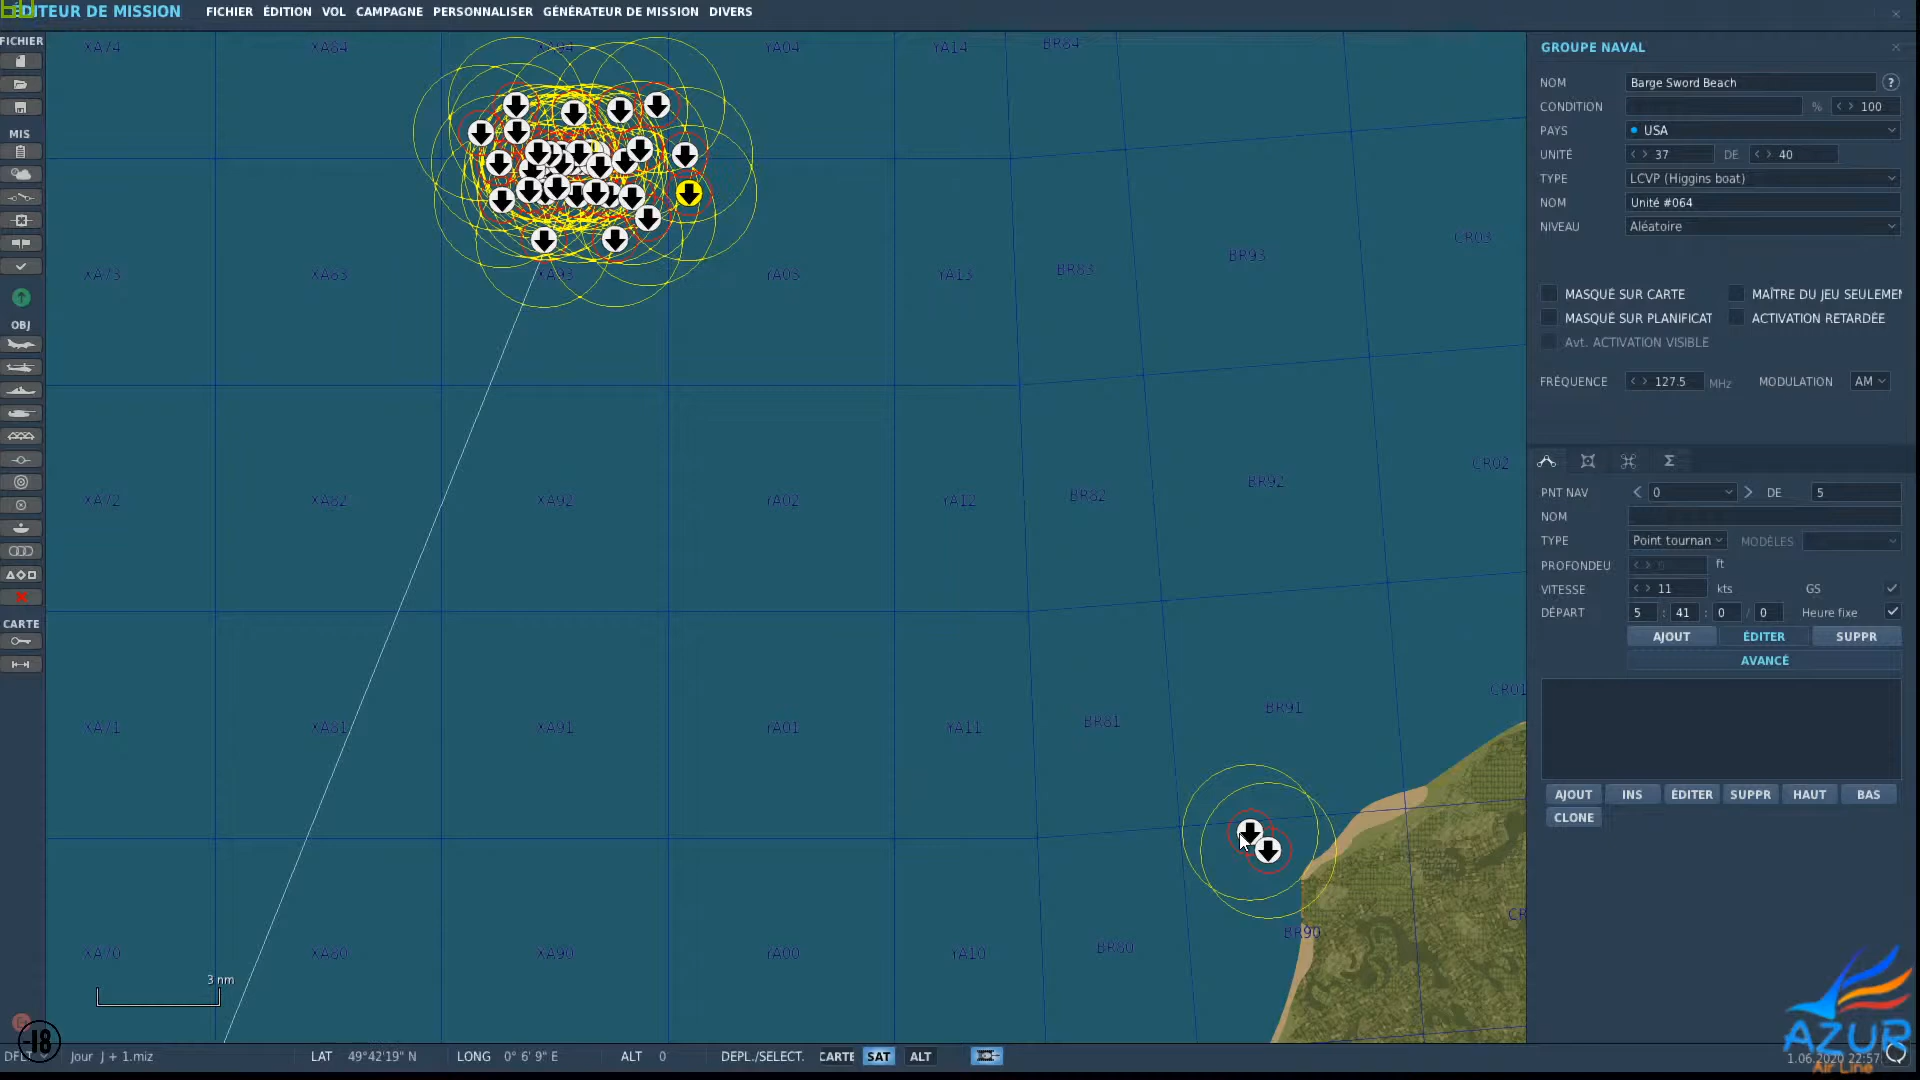 ÉDITEUR DE MISSION
FICHIER ÉDITION VOL CAMPAGNE PERSONNALISER GÉNÉRATEUR DE MISSION DIVERS
FICHIER
MIS
OBJ
CARTE
XA74 XA84 YA04 YA14 BR84
XA73 XA83 XA93 YA03 YA13 BR83 BR93 CR03
XA72 XA82 XA92 YA02 YA12 BR82 BR92 CR02
XA71 XA81 XA91 YA01 YA11 BR81 BR91 CR01
XA70 XA80 XA90 YA00 YA10 BR80 BR90
3 nm
GROUPE NAVAL
NOM Barge Sword Beach ?
CONDITION % < > 100
PAYS USA
UNITÉ < > 37 DE < > 40
TYPE LCVP (Higgins boat)
NOM Unité #064
NIVEAU Aléatoire
MASQUÉ SUR CARTE MAÎTRE DU JEU SEULEMEN
MASQUÉ SUR PLANIFICAT ACTIVATION RETARDÉE
Avt. ACTIVATION VISIBLE
FRÉQUENCE < > 127.5 MHz MODULATION AM
PNT NAV < 0 > DE 5
NOM
TYPE Point tournan MODÈLES
PROFONDEU < > 0 ft
VITESSE < > 11 kts GS
DÉPART 5 : 41 : 0 / 0 Heure fixe
AJOUT ÉDITER SUPPR
AVANCÉ
AJOUT INS ÉDITER SUPPR HAUT BAS
CLONE
-18
AZUR
Air Line
Jour J + 1.miz LAT 49°42'19" N LONG 0° 6' 9" E ALT 0 DEPL./SELECT. CARTE SAT ALT 1.06.2020 22:57